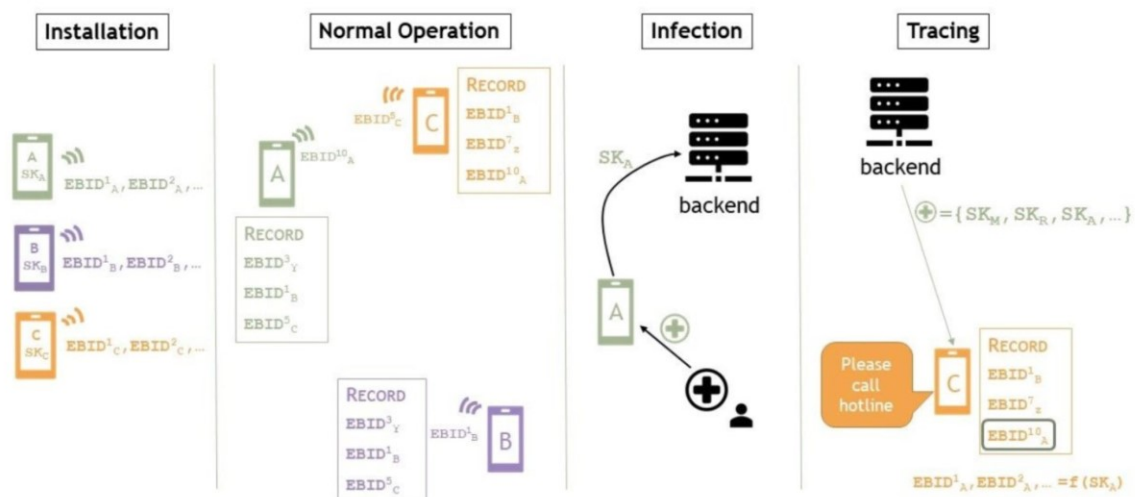 Installation
Normal Operation
Infection
Tracing
A
SKA
EBID1A, EBID2A, …
B
SKB
EBID1B, EBID2B, …
C
SKC
EBID1C, EBID2C, …
A
EBID10A
RECORD
EBID3Y
EBID1B
EBID5C
EBID5C
C
RECORD
EBID1B
EBID7z
EBID10A
RECORD
EBID3Y
EBID1B
EBID5C
EBID1B
B
SKA
backend
A
backend
={SKM, SKR, SKA, …}
Please
call
hotline
C
RECORD
EBID1B
EBID7z
EBID10A
EBID1A, EBID2A, … =f(SKA)